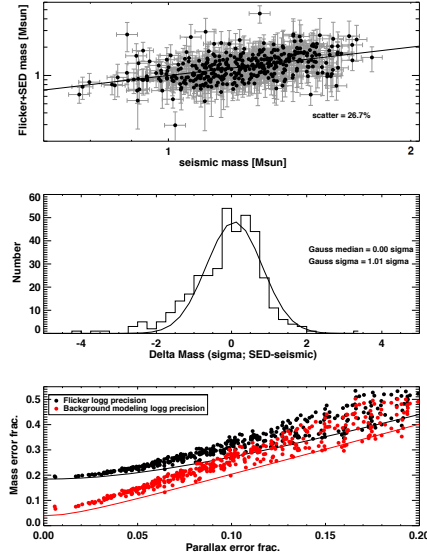 Flicker+SED mass [Msun]
1
scatter = 26.7%
1
2
seismic mass [Msun]
Number
60
50
40
30
20
10
0
Gauss median = 0.00 sigma
Gauss sigma = 1.01 sigma
-4
-2
0
2
4
Delta Mass (sigma; SED-seismic)
Mass error frac.
0.5
0.4
0.3
0.2
0.1
0.0
Flicker logg precision
Background modeling logg precision
0.00
0.05
0.10
0.15
0.20
Parallax error frac.